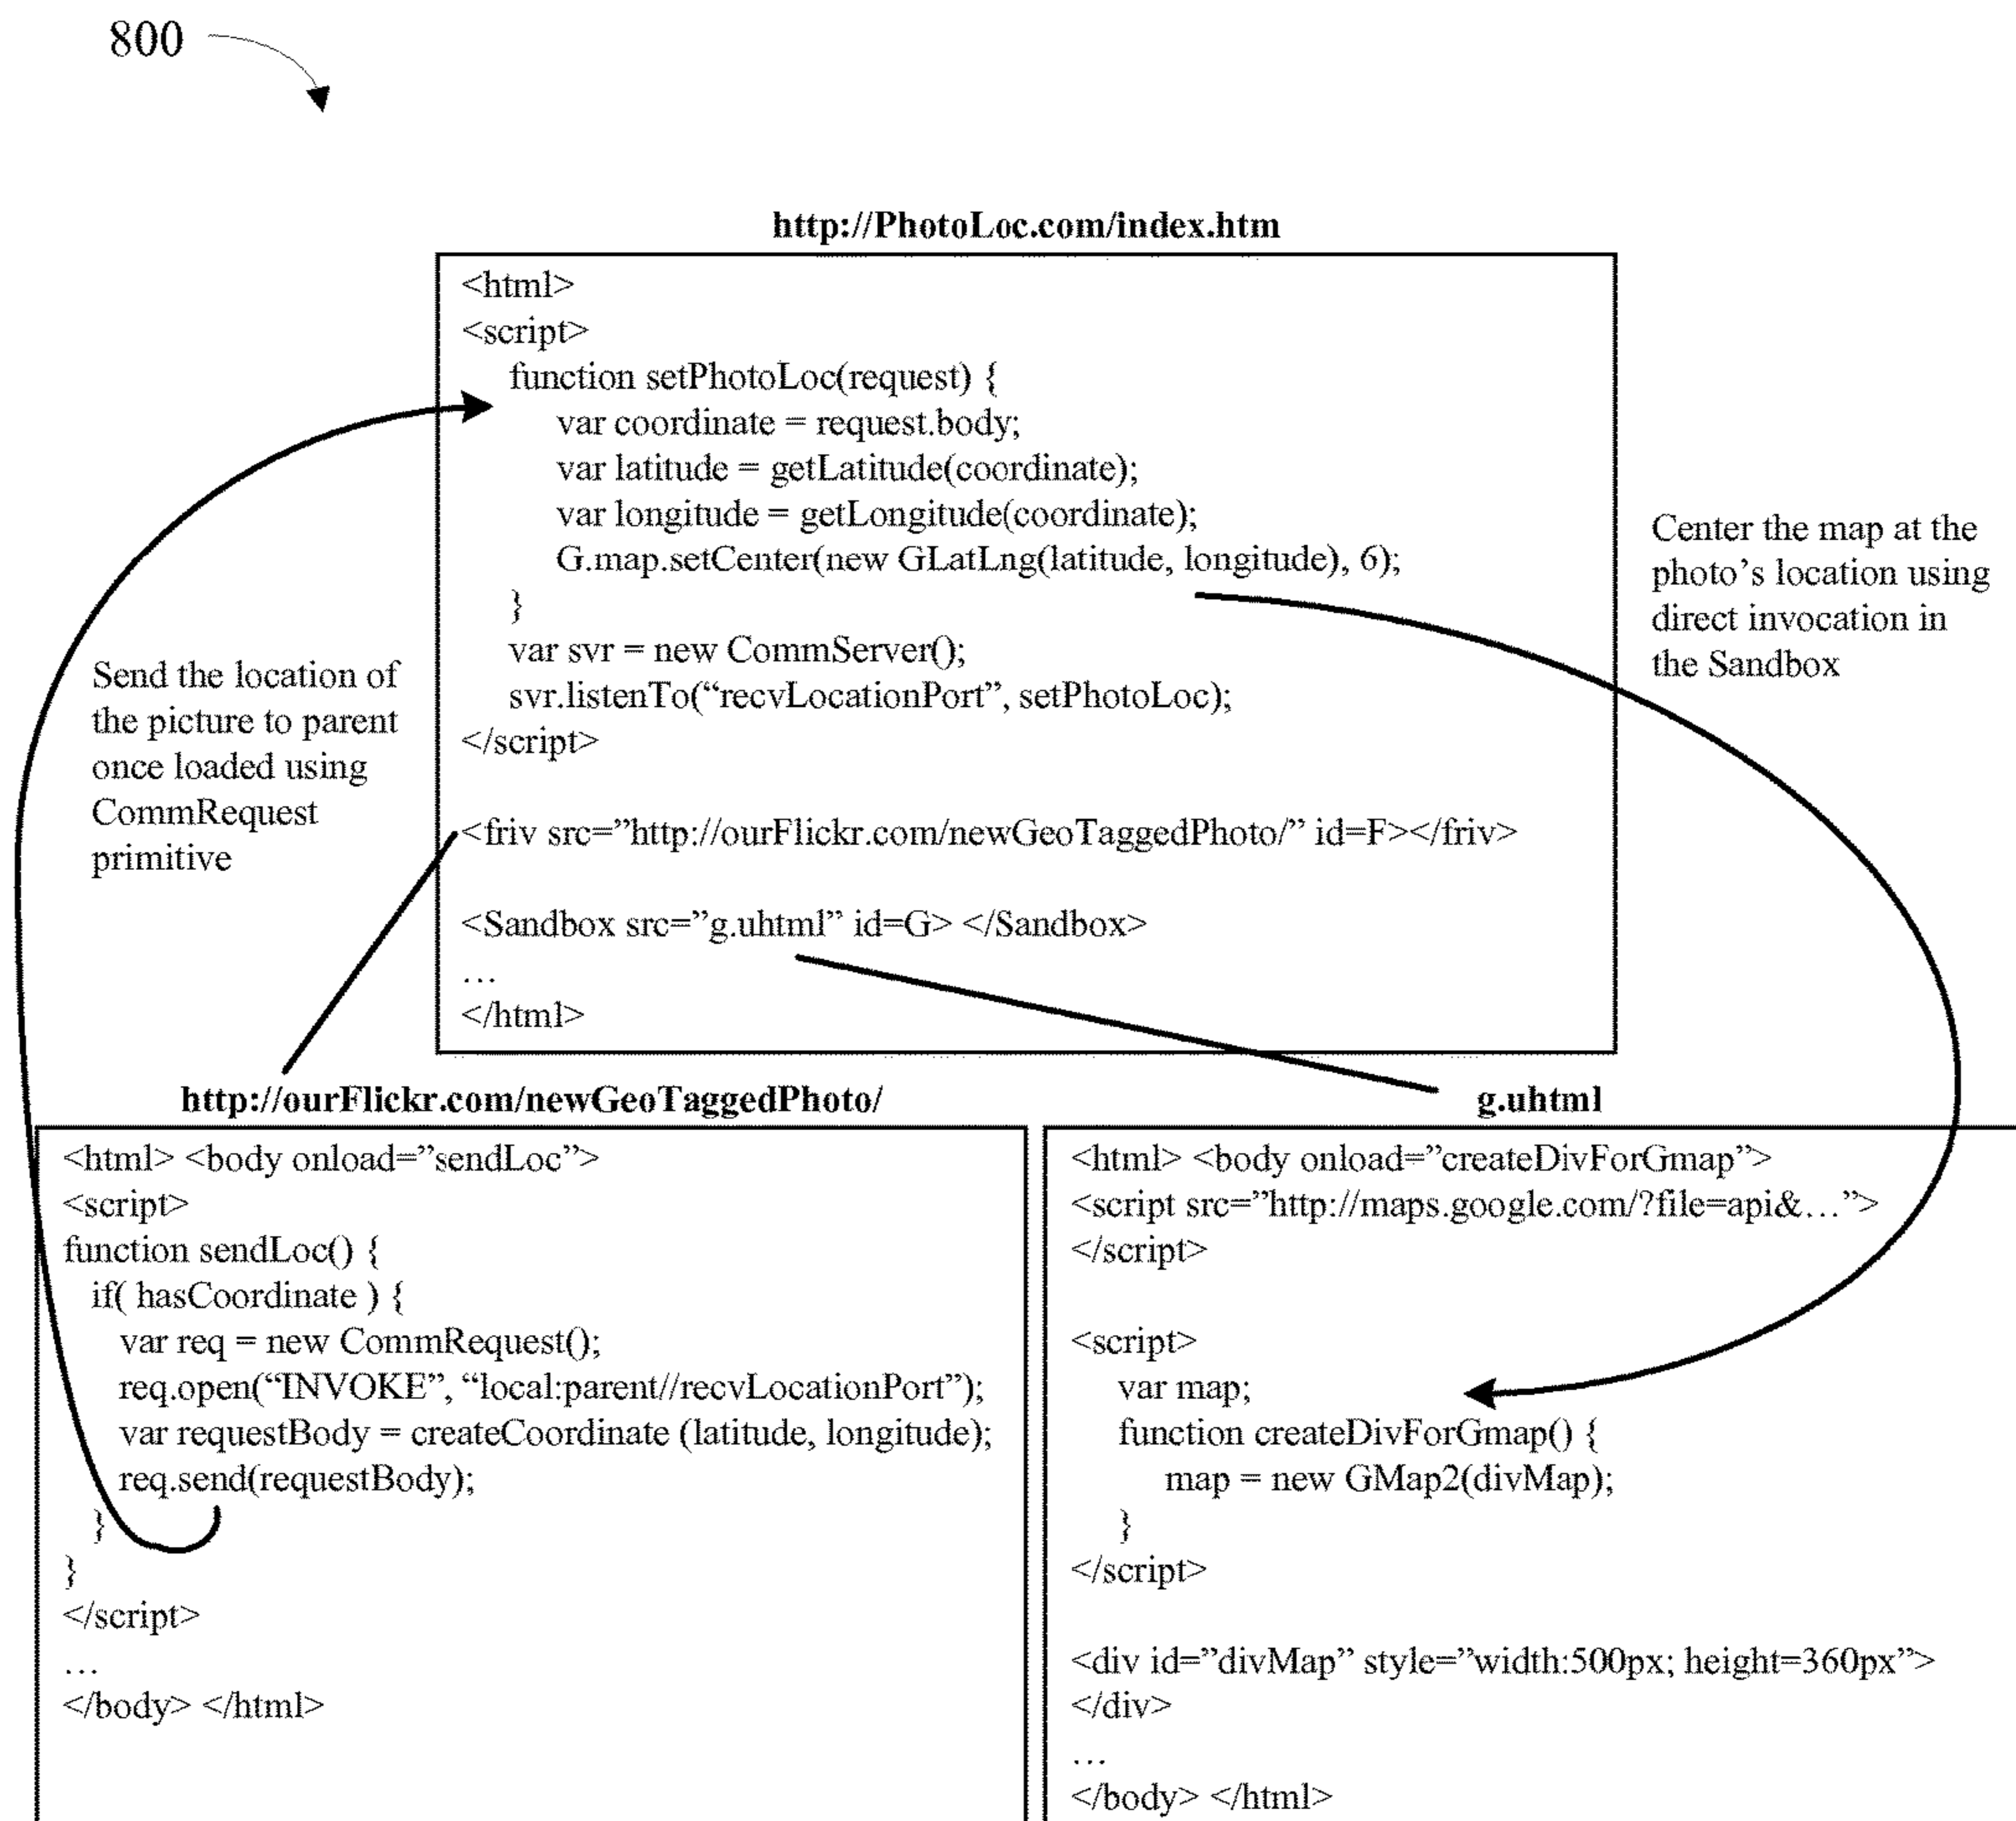 800
http://PhotoLoc.com/index.htm
<html>
<script>
function setPhotoLoc(request) {
var coordinate = request.body;
var latitude = getLatitude(coordinate);
var longitude = getLongitude(coordinate);
G.map.setCenter(new GLatLng(latitude, longitude), 6);
}
var svr = new CommServer();
svr.listenTo(“recvLocationPort”, setPhotoLoc);
</script>
<friv src=”http://ourFlickr.com/newGeoTaggedPhoto/” id=F></friv>
<Sandbox src=”g.uhtml” id=G> </Sandbox>
…
</html>
Send the location of
the picture to parent
once loaded using
CommRequest
primitive
Center the map at the
photo’s location using
direct invocation in
the Sandbox
http://ourFlickr.com/newGeoTaggedPhoto/
<html> <body onload=”sendLoc”>
<script>
function sendLoc() {
if( hasCoordinate ) {
var req = new CommRequest();
req.open(“INVOKE”, “local:parent//recvLocationPort”);
var requestBody = createCoordinate (latitude, longitude);
req.send(requestBody);
}
}
</script>
…
</body> </html>
g.uhtml
<html> <body onload=”createDivForGmap”>
<script src=”http://maps.google.com/?file=api&…”>
</script>
<script>
var map;
function createDivForGmap() {
map = new GMap2(divMap);
}
</script>
<div id=”divMap” style=”width:500px; height=360px”>
</div>
…
</body> </html>